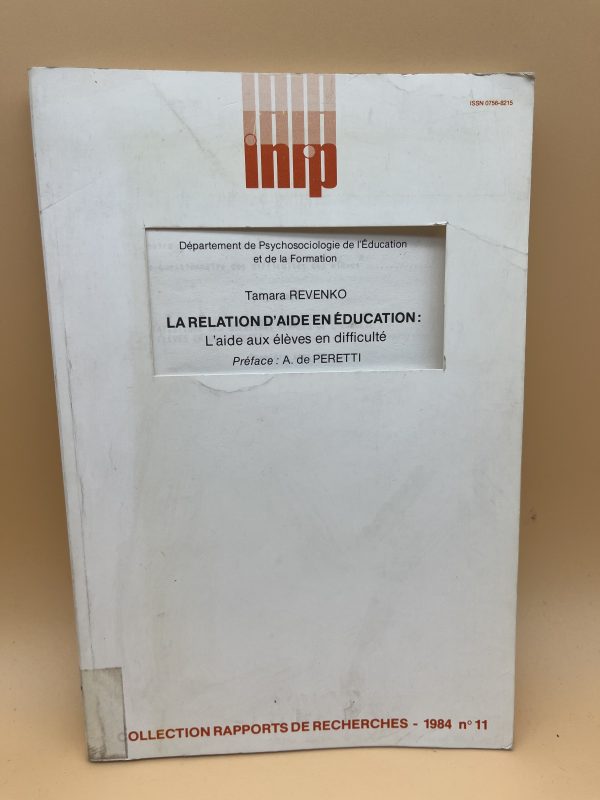 ISSN 0756-8215
inrp
Département de Psychosociologie de l'Éducation
et de la Formation
Tamara REVENKO
LA RELATION D'AIDE EN ÉDUCATION :
L'aide aux élèves en difficulté
Préface : A. de PERETTI
COLLECTION RAPPORTS DE RECHERCHES - 1984 n° 11